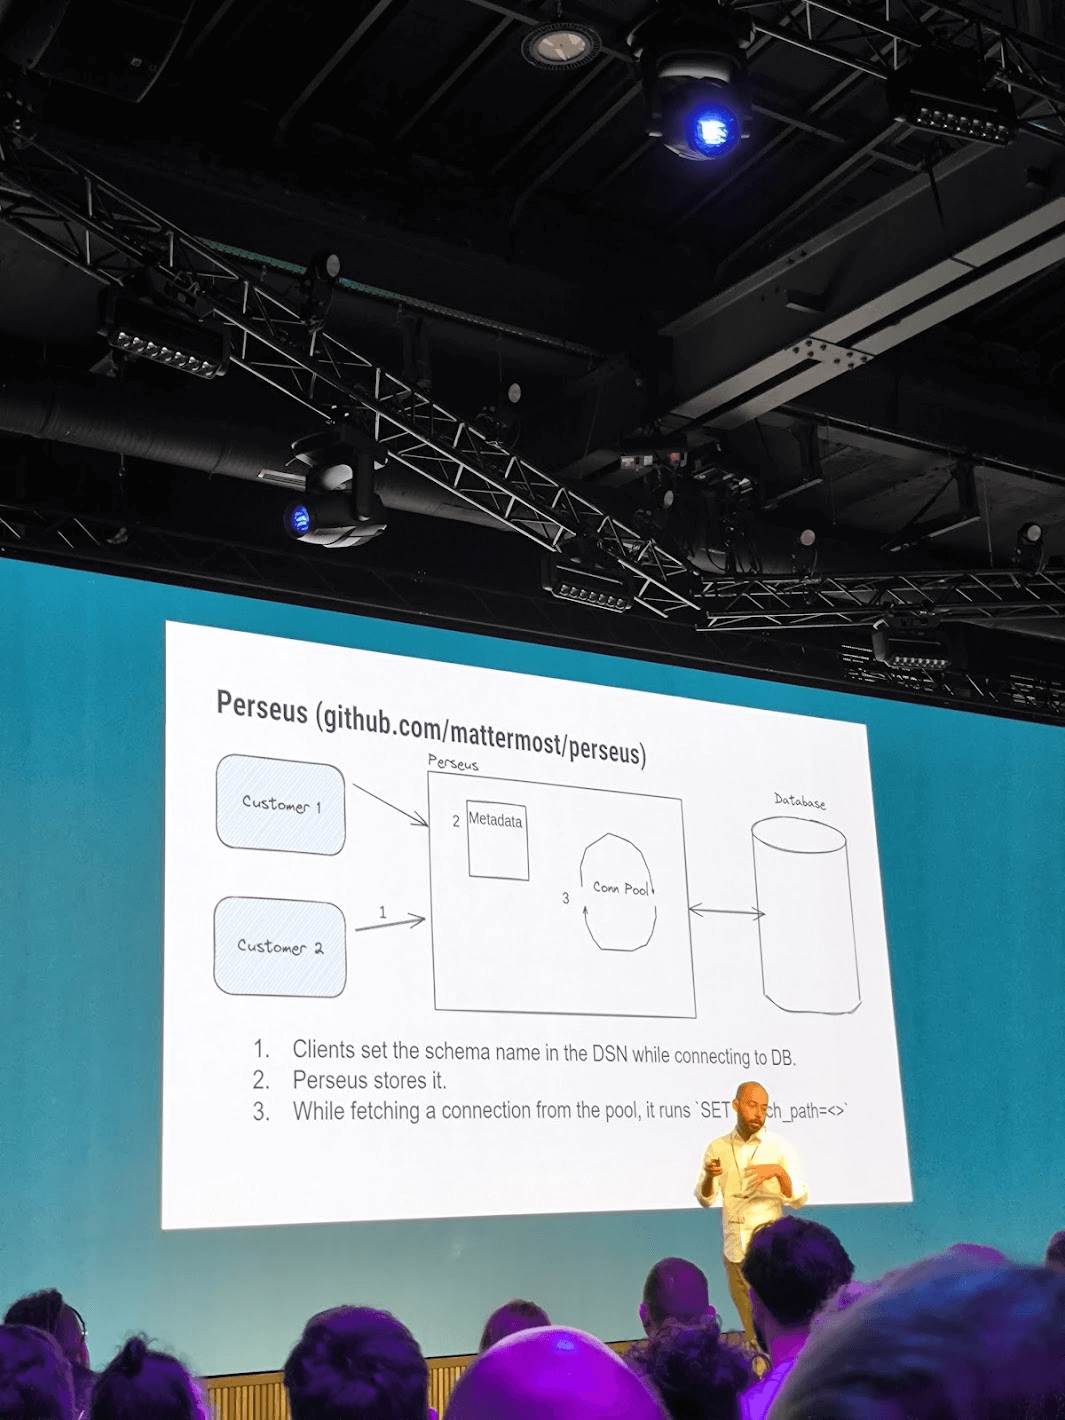 Perseus (github.com/mattermost/perseus)
Perseus
Customer 1
2 Metadata
Database
3 Conn Pool
1
Customer 2
1. Clients set the schema name in the DSN while connecting to DB.
2. Perseus stores it.
3. While fetching a connection from the pool, it runs `SET ch_path=<>`